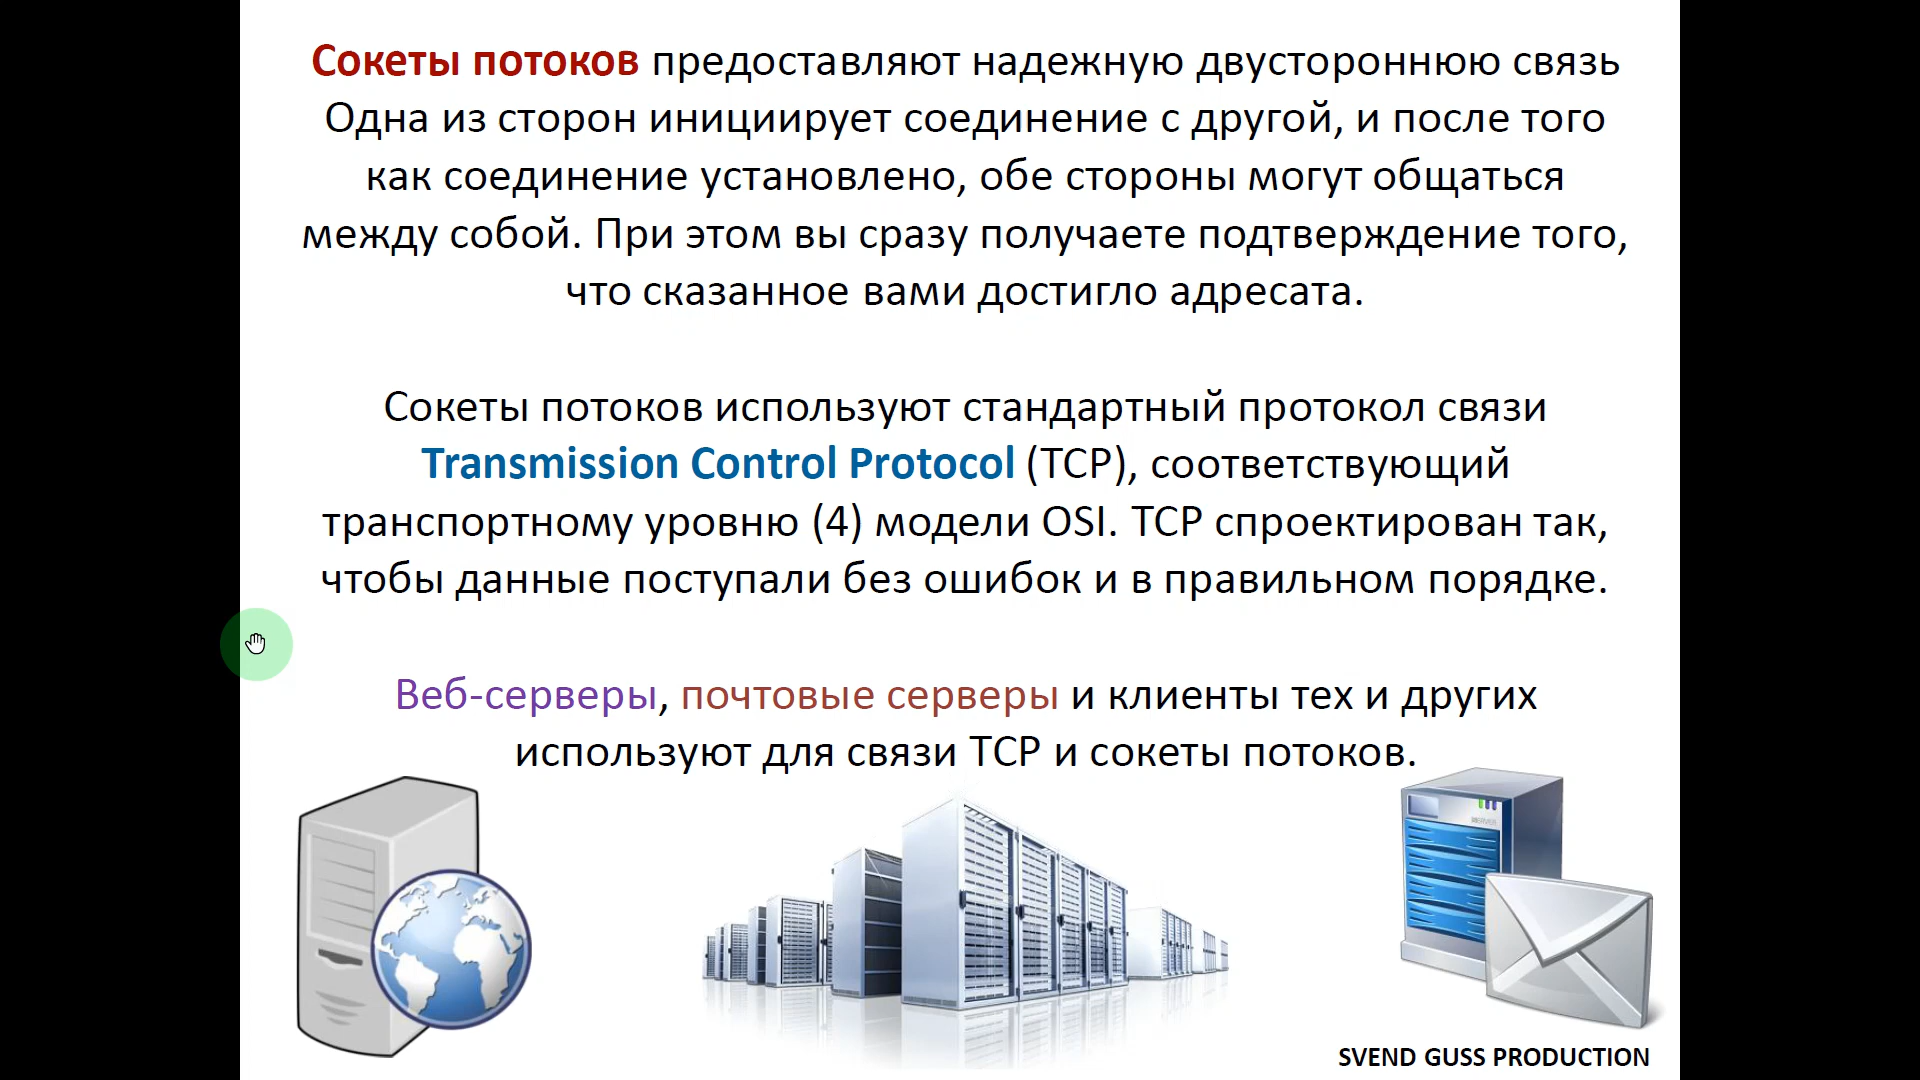 Сокеты потоков предоставляют надежную двустороннюю связь
Одна из сторон инициирует соединение с другой, и после того
как соединение установлено, обе стороны могут общаться
между собой. При этом вы сразу получаете подтверждение того,
что сказанное вами достигло адресата.
Сокеты потоков используют стандартный протокол связи
Transmission Control Protocol (TCP), соответствующий
транспортному уровню (4) модели OSI. TCP спроектирован так,
чтобы данные поступали без ошибок и в правильном порядке.
Веб-серверы, почтовые серверы и клиенты тех и других
используют для связи TCP и сокеты потоков.
SVEND GUSS PRODUCTION